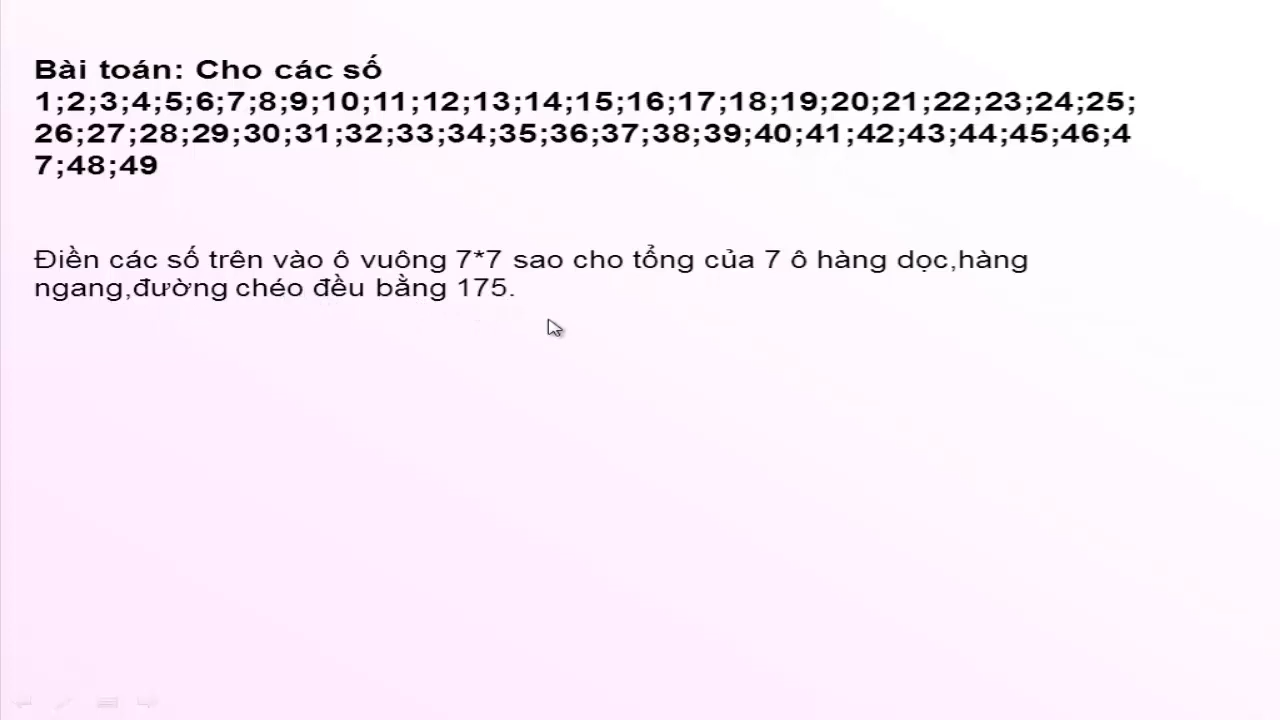 Bài toán: Cho các số
1;2;3;4;5;6;7;8;9;10;11;12;13;14;15;16;17;18;19;20;21;22;23;24;25;
26;27;28;29;30;31;32;33;34;35;36;37;38;39;40;41;42;43;44;45;46;4
7;48;49
Điền các số trên vào ô vuông 7*7 sao cho tổng của 7 ô hàng dọc,hàng
ngang,đường chéo đều bằng 175.